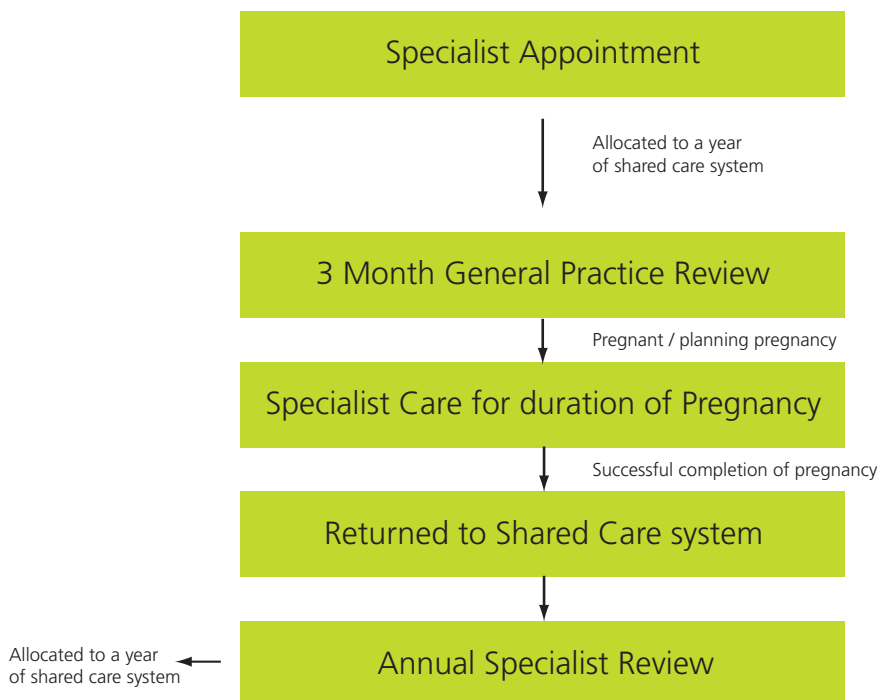 Specialist Appointment
Allocated to a year
of shared care system
3 Month General Practice Review
Pregnant / planning pregnancy
Specialist Care for duration of Pregnancy
Successful completion of pregnancy
Returned to Shared Care system
Annual Specialist Review
Allocated to a year
of shared care system